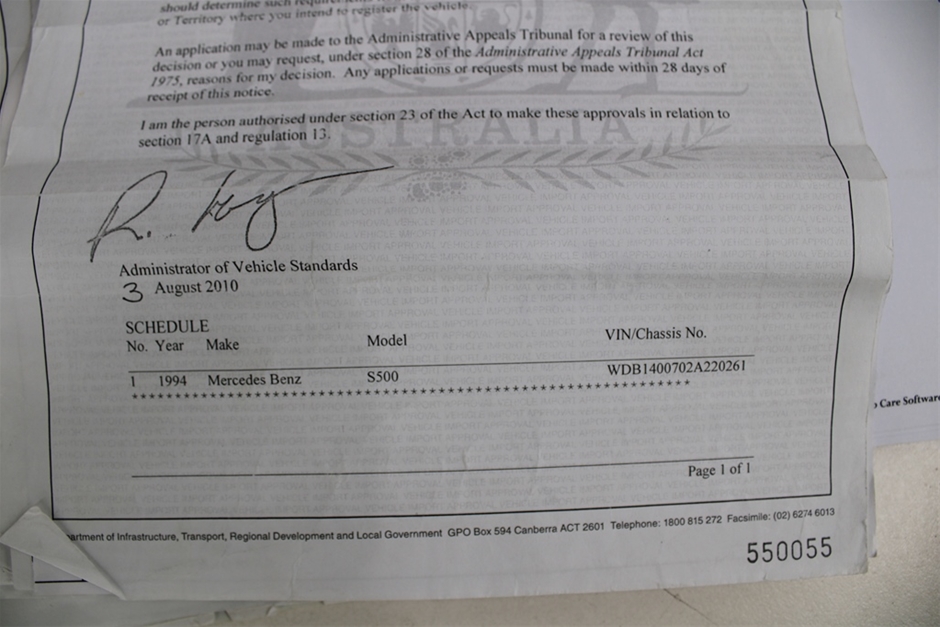 should determine such
or Territory where you intend to register the vehicle.
An application may be made to the Administrative Appeals Tribunal for a review of this
decision or you may request, under section 28 of the Administrative Appeals Tribunal Act
1975, reasons for my decision. Any applications or requests must be made within 28 days of
receipt of this notice.
I am the person authorised under section 23 of the Act to make these approvals in relation to
section 17A and regulation 13.
AUSTRALIA
R.
Administrator of Vehicle Standards
3 August 2010
SCHEDULE
No. Year Make Model VIN/Chassis No.
1 1994 Mercedes Benz S500 WDB1400702A220261
Page 1 of 1
of Infrastructure, Transport, Regional Development and Local Government GPO Box 594 Canberra ACT 2601 Telephone: 1800 815 272 Facsimile: (02) 6274 6013
550055
Care Software